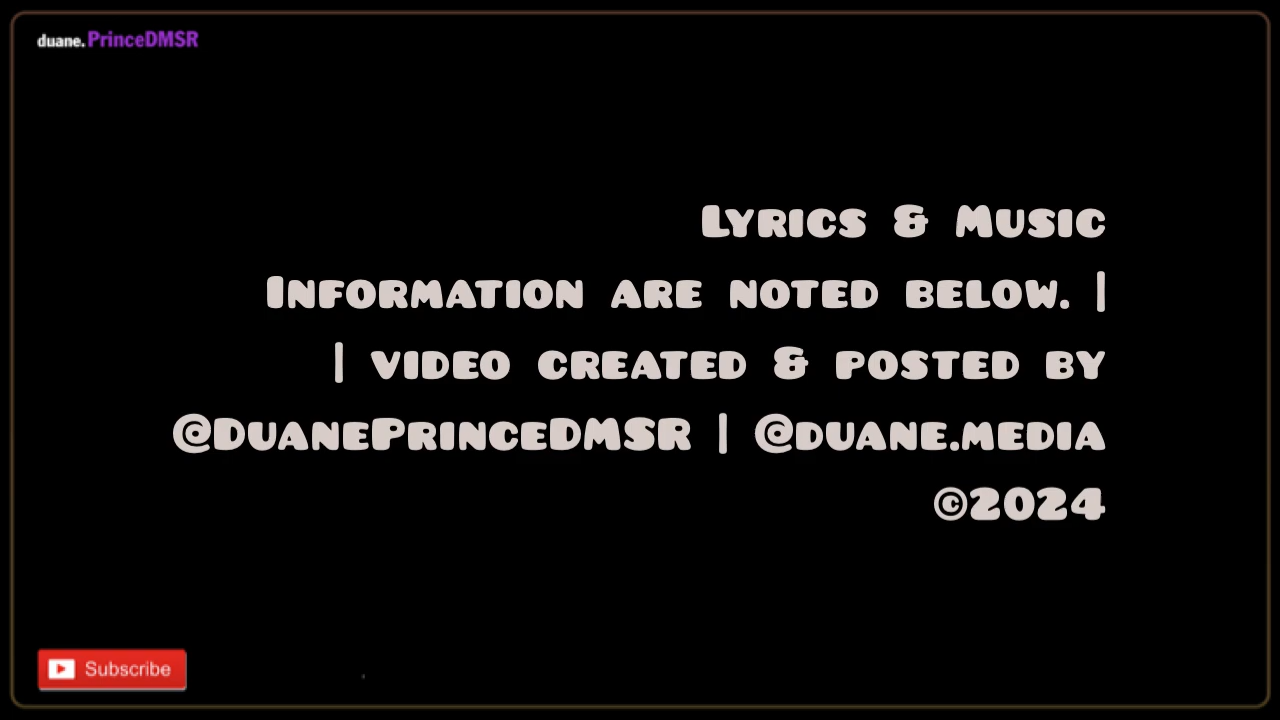 duane.PrinceDMSR
Lyrics & Music
Information are noted below. |
| video created & posted by
@DuanePrinceDMSR | @duane.media
©2024
Subscribe